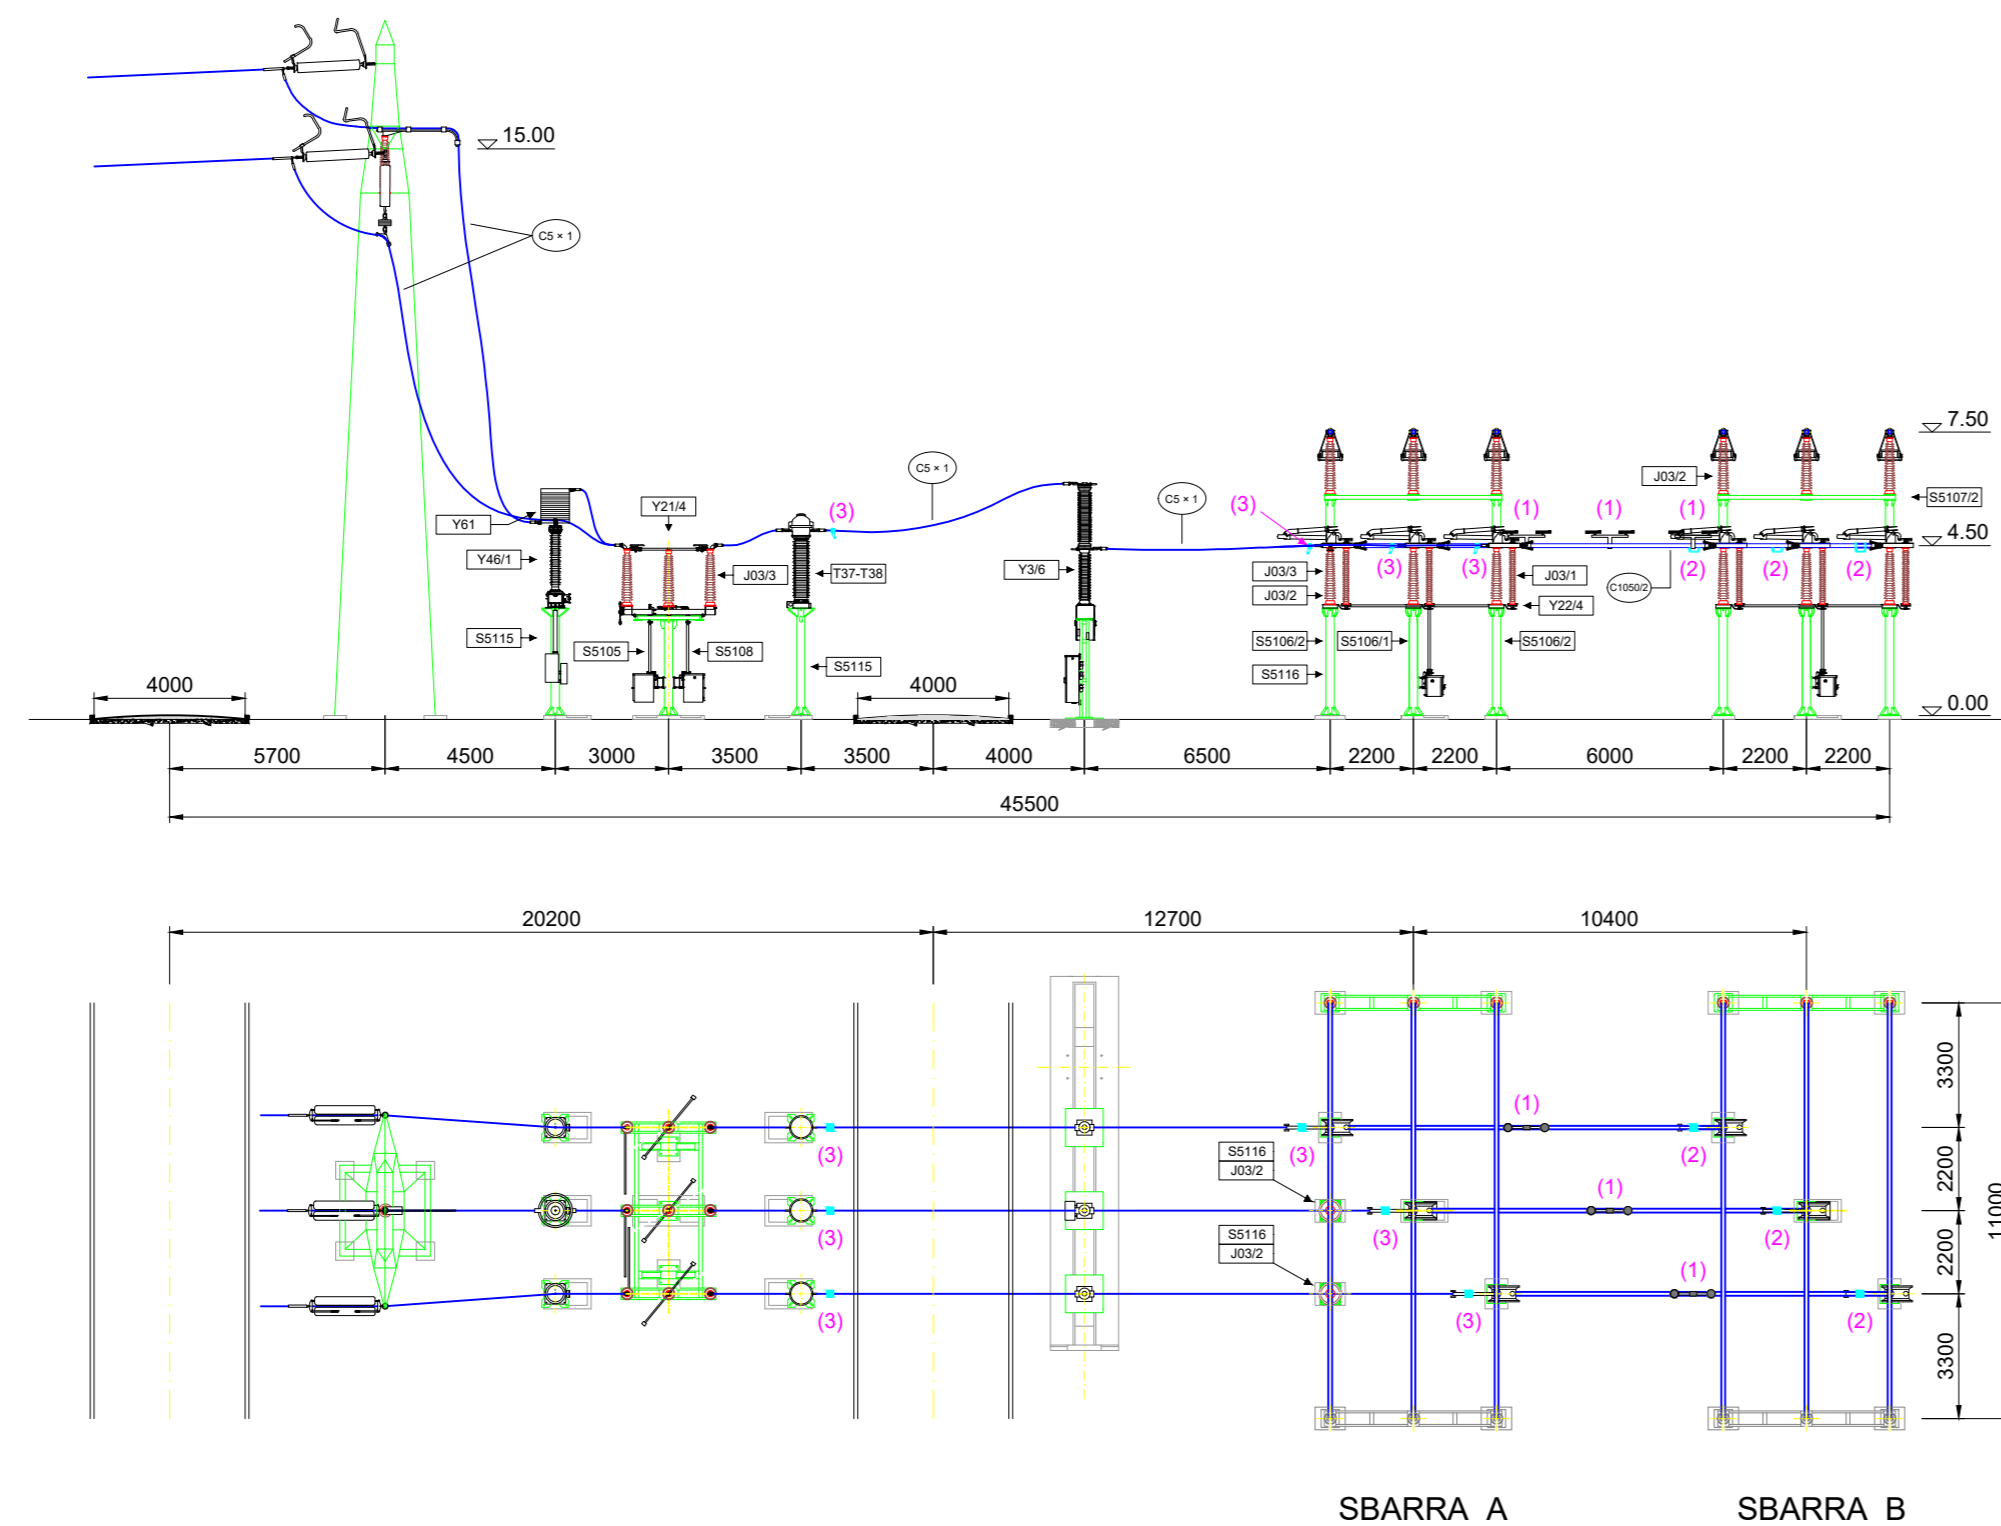 15.00
C5 × 1
7.50
C5 × 1
J03/2
S5107/2
Y21/4
C5 × 1
(3)
(3)
(1)
(1)
(1)
Y61
4.50
Y46/1
J03/3
T37-T38
Y3/6
J03/3
(3)
(3)
J03/1
(2)
(2)
(2)
C1050/2
J03/2
Y22/4
S5115
S5105
S5108
S5106/2
S5106/1
S5106/2
S5115
S5116
4000
4000
0.00
5700
4500
3000
3500
3500
4000
6500
2200
2200
6000
2200
2200
45500
20200
12700
10400
3300
(1)
S5116
J03/2
(3)
(3)
(2)
2200
(1)
11000
S5116
J03/2
(3)
(3)
(2)
2200
(1)
(3)
(3)
(2)
3300
SBARRA A
SBARRA B